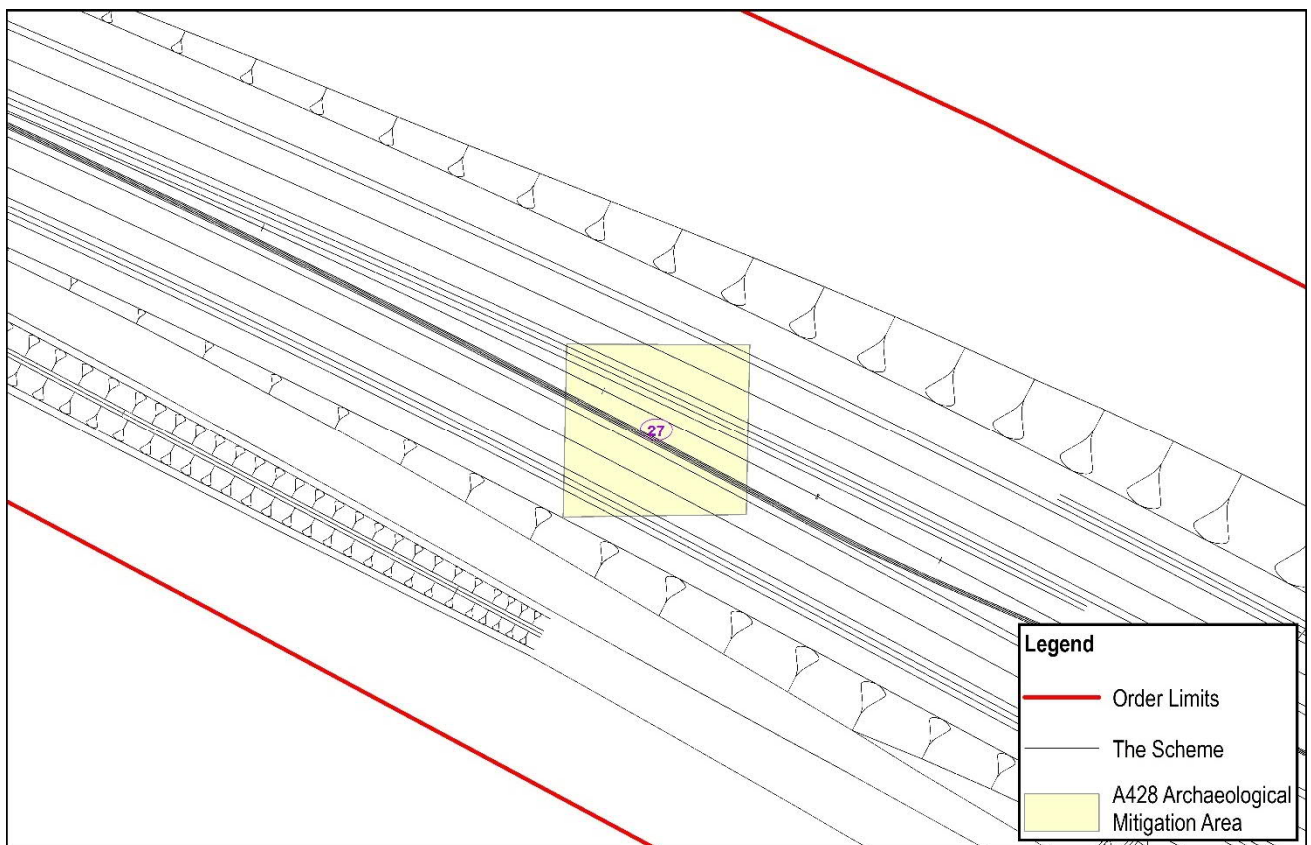 27
Legend
Order Limits
The Scheme
A428 Archaeological
Mitigation Area